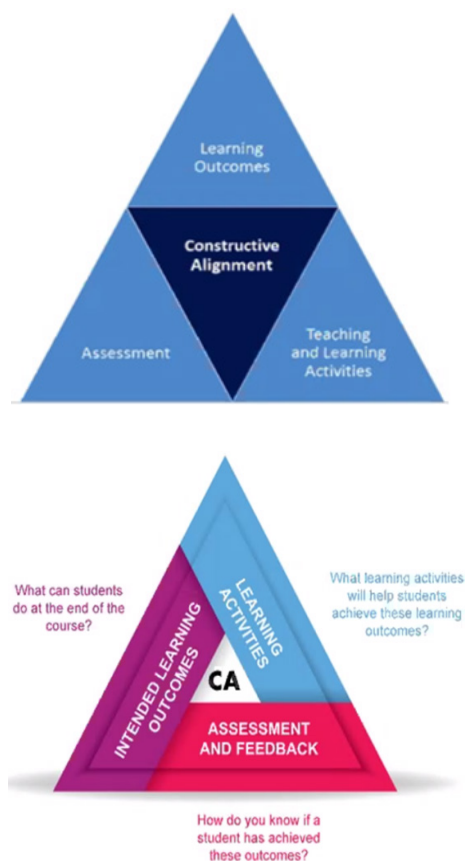 Learning
Outcomes
Constructive
Alignment
Assessment
Teaching
and Learning
Activities
What can students
do at the end of the
course?
INTENDED LEARNING
OUTCOMES
LEARNING
ACTIVITIES
What learning activities
will help students
achieve these learning
outcomes?
CA
ASSESSMENT
AND FEEDBACK
How do you know if a
student has achieved
these outcomes?